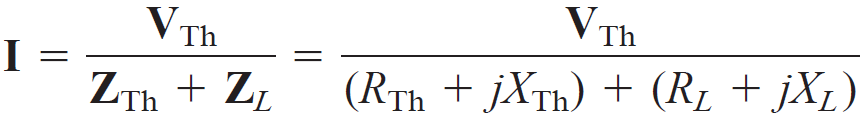 I = V_Th / (Z_Th + Z_L) = V_Th / ((R_Th + jX_Th) + (R_L + jX_L))